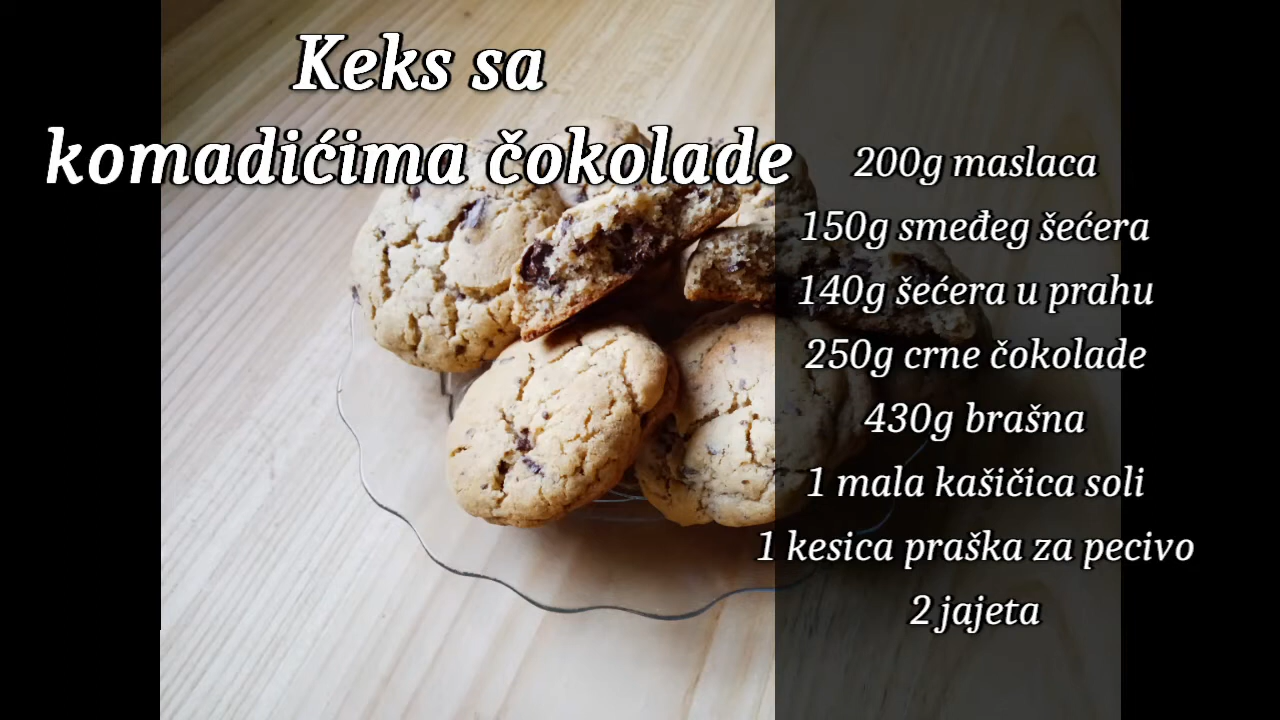 Keks sa
komadićima čokolade
200g maslaca
150g smeđeg šećera
140g šećera u prahu
250g crne čokolade
430g brašna
1 mala kašičica soli
1 kesica praška za pecivo
2 jajeta